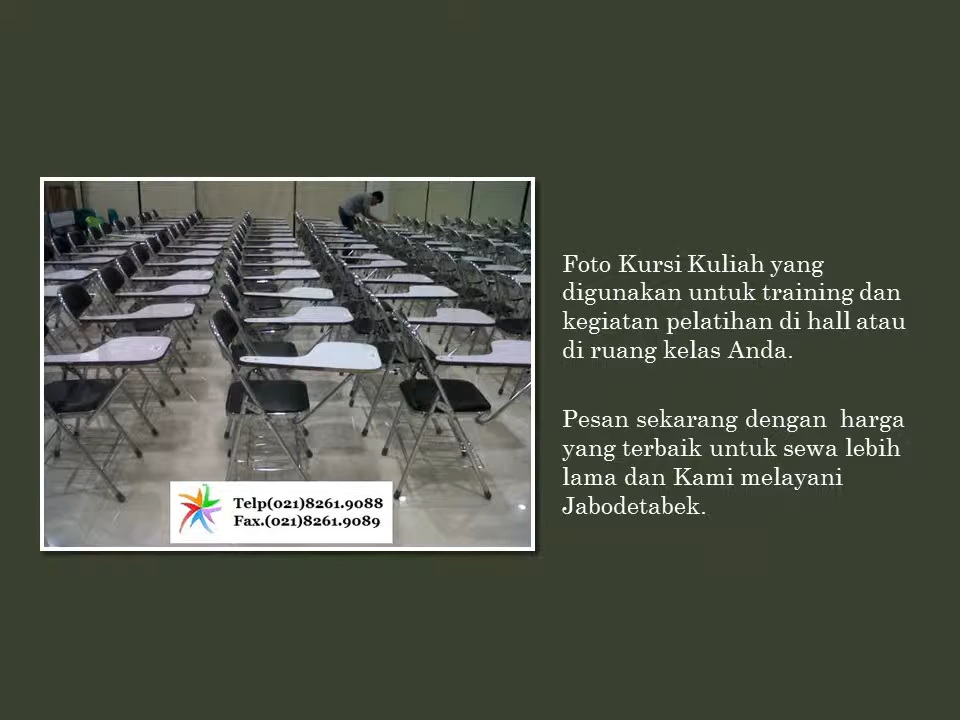 Foto Kursi Kuliah yang
digunakan untuk training dan
kegiatan pelatihan di hall atau
di ruang kelas Anda.
Pesan sekarang dengan  harga
yang terbaik untuk sewa lebih
lama dan Kami melayani
Jabodetabek.
Telp(021)8261.9088
Fax.(021)8261.9089